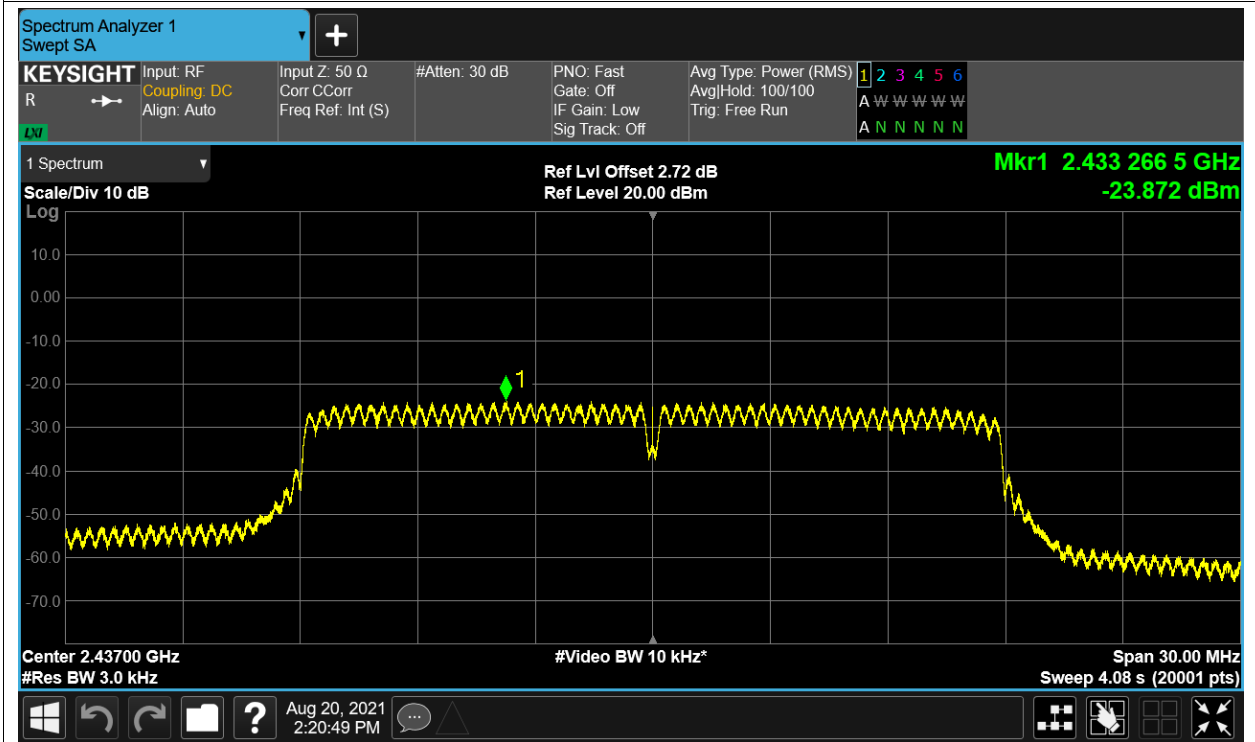 Spectrum Analyzer 1
Swept SA
KEYSIGHT
R
LXI
Input: RF
Coupling: DC
Align: Auto
Input Z: 50 Ω
Corr CCorr
Freq Ref: Int (S)
#Atten: 30 dB
PNO: Fast
Gate: Off
IF Gain: Low
Sig Track: Off
Avg Type: Power (RMS)
Avg|Hold: 100/100
Trig: Free Run
1 2 3 4 5 6
A W W W W W
A N N N N N
1 Spectrum
Scale/Div 10 dB
Log
Ref Lvl Offset 2.72 dB
Ref Level 20.00 dBm
Mkr1 2.433 266 5 GHz
-23.872 dBm
10.0
0.00
-10.0
-20.0
-30.0
-40.0
-50.0
-60.0
-70.0
1
Center 2.43700 GHz
#Res BW 3.0 kHz
#Video BW 10 kHz*
Span 30.00 MHz
Sweep 4.08 s (20001 pts)
?
Aug 20, 2021
2:20:49 PM